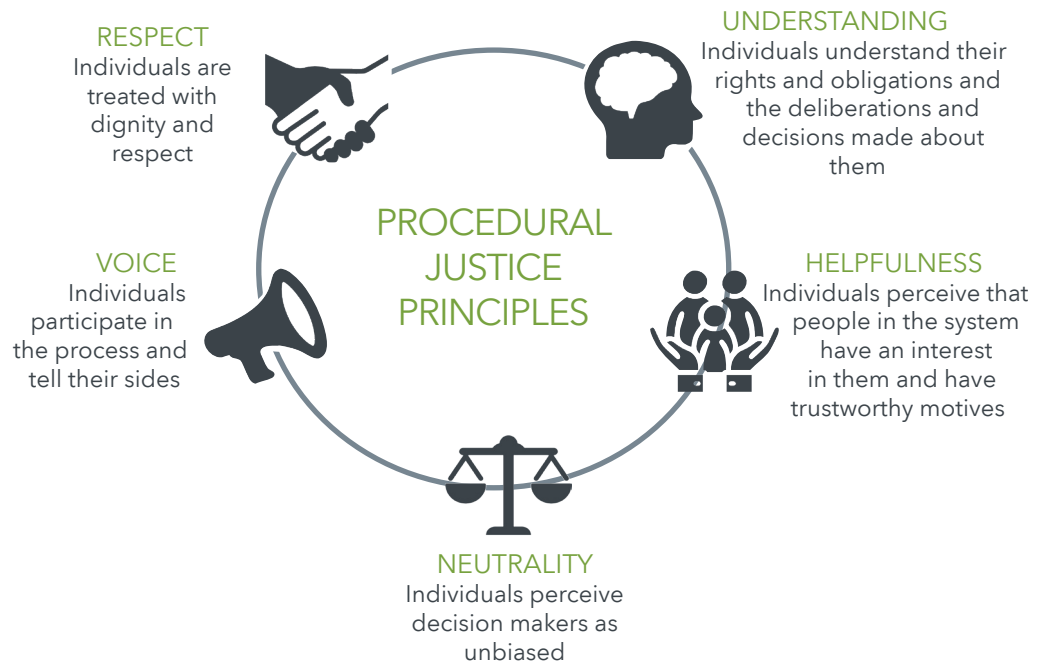 PROCEDURAL
JUSTICE
PRINCIPLES
RESPECT
Individuals are
treated with
dignity and
respect
UNDERSTANDING
Individuals understand their
rights and obligations and
the deliberations and
decisions made about
them
VOICE
Individuals
participate in
the process and
tell their sides
HELPFULNESS
Individuals perceive that
people in the system
have an interest
in them and have
trustworthy motives
NEUTRALITY
Individuals perceive
decision makers as
unbiased